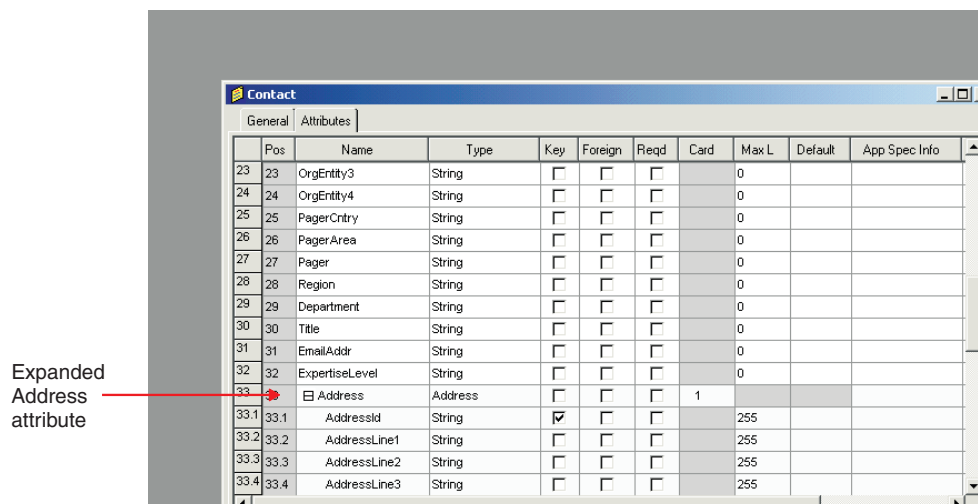 Contact
General Attributes
Pos Name Type Key Foreign Reqd Card Max L Default App Spec Info
23 23 OrgEntity3 String 0
24 24 OrgEntity4 String 0
25 25 PagerCntry String 0
26 26 PagerArea String 0
27 27 Pager String 0
28 28 Region String 0
29 29 Department String 0
30 30 Title String 0
31 31 EmailAddr String 0
32 32 ExpertiseLevel String 0
33 Address Address 1
33.1 33.1 AddressId String 255
33.2 33.2 AddressLine1 String 255
33.3 33.3 AddressLine2 String 255
33.4 33.4 AddressLine3 String 255
Expanded
Address
attribute